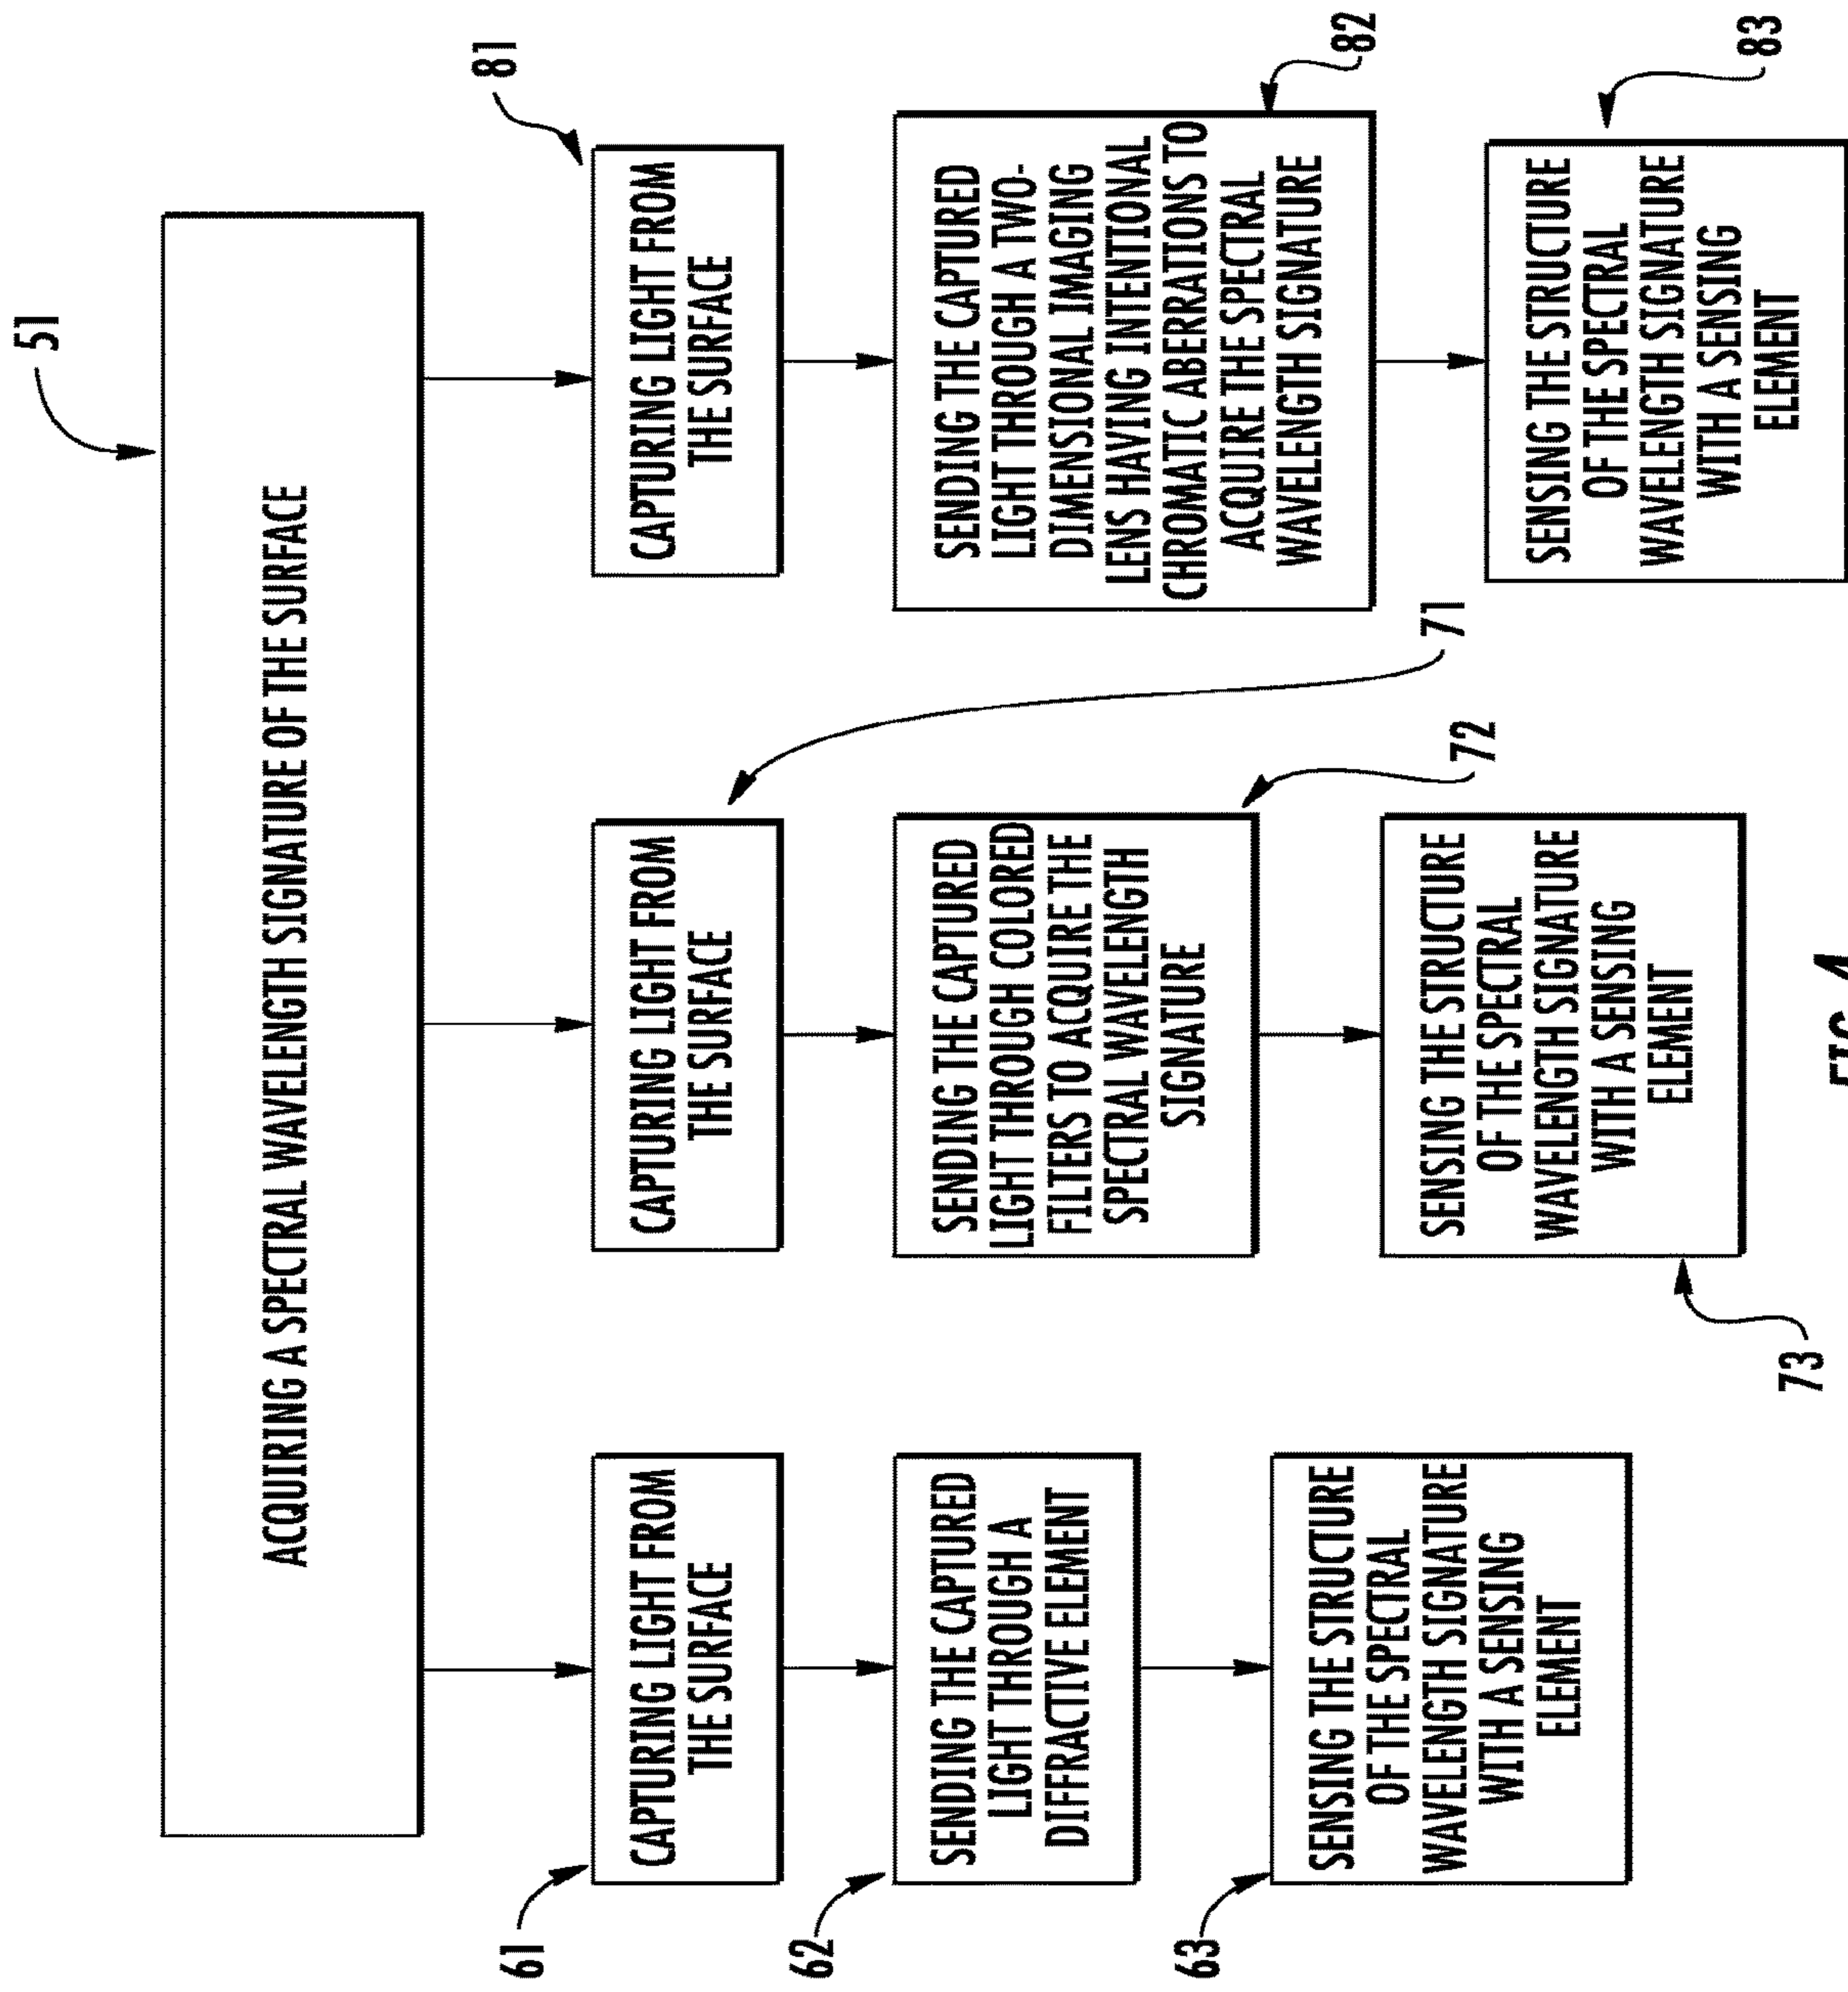 51
ACQUIRING A SPECTRAL WAVELENGTH SIGNATURE OF THE SURFACE
61
CAPTURING LIGHT FROM
THE SURFACE
62
SENDING THE CAPTURED
LIGHT THROUGH A
DIFFRACTIVE ELEMENT
63
SENSING THE STRUCTURE
OF THE SPECTRAL
WAVELENGTH SIGNATURE
WITH A SENSING
ELEMENT
71
CAPTURING LIGHT FROM
THE SURFACE
72
SENDING THE CAPTURED
LIGHT THROUGH COLORED
FILTERS TO ACQUIRE THE
SPECTRAL WAVELENGTH
SIGNATURE
73
SENSING THE STRUCTURE
OF THE SPECTRAL
WAVELENGTH SIGNATURE
WITH A SENSING
ELEMENT
81
CAPTURING LIGHT FROM
THE SURFACE
82
SENDING THE CAPTURED
LIGHT THROUGH A TWO-
DIMENSIONAL IMAGING
LENS HAVING INTENTIONAL
CHROMATIC ABERRATIONS TO
ACQUIRE THE SPECTRAL
WAVELENGTH SIGNATURE
83
SENSING THE STRUCTURE
OF THE SPECTRAL
WAVELENGTH SIGNATURE
WITH A SENSING
ELEMENT
FIG. 4